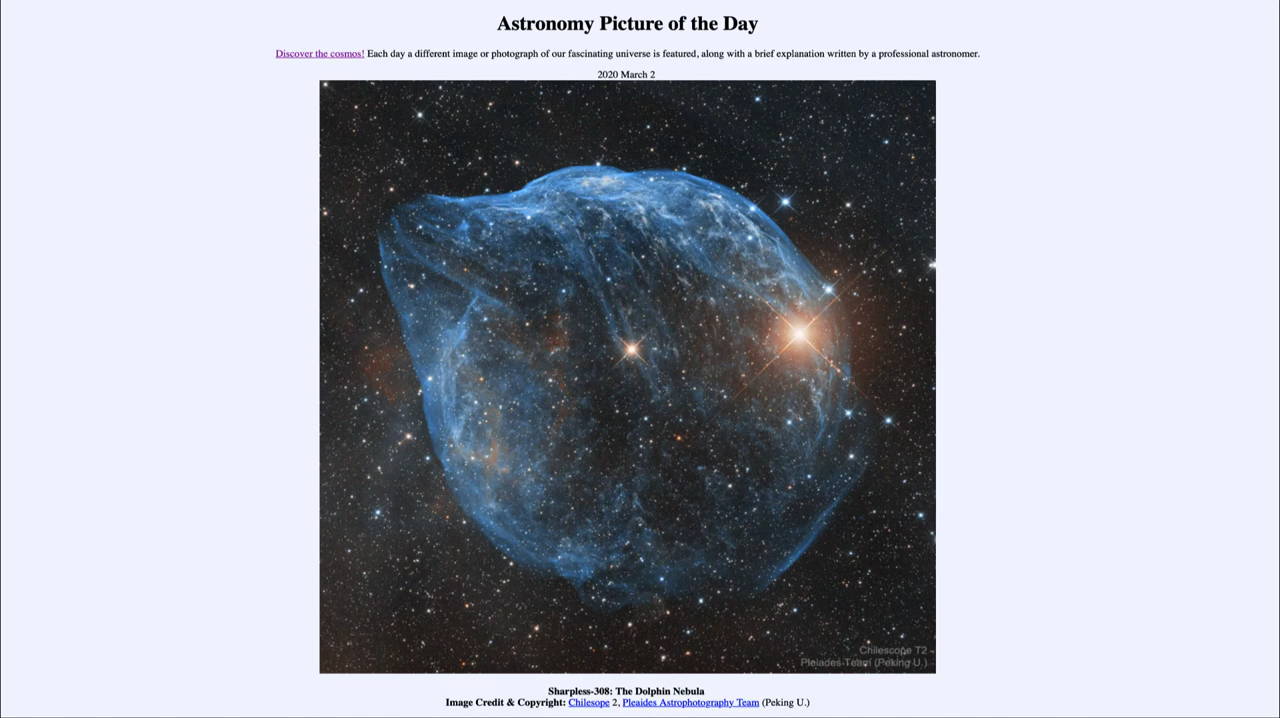 Astronomy Picture of the Day
Discover the cosmos! Each day a different image or photograph of our fascinating universe is featured, along with a brief explanation written by a professional astronomer.
2020 March 2
Chilescope T2
Pleiades-Team (Peking U.)
Sharpless-308: The Dolphin Nebula
Image Credit & Copyright: Chilesope 2, Pleaides Astrophotography Team (Peking U.)